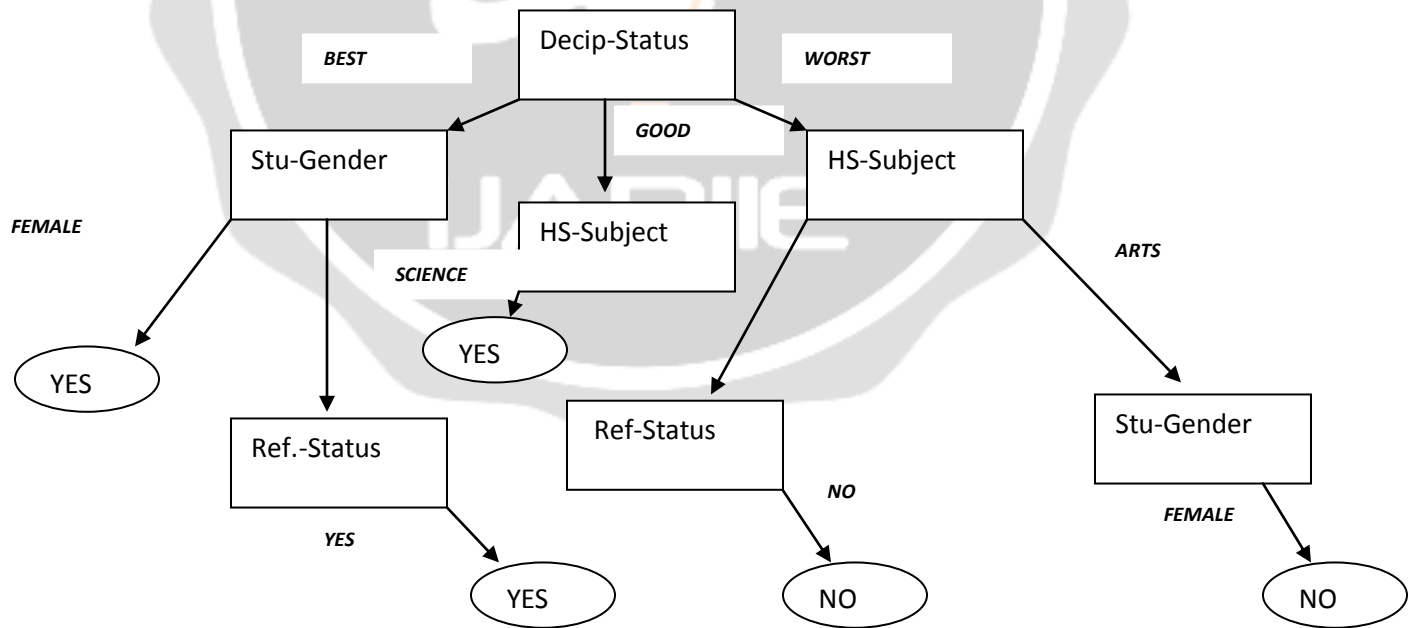 Decip-Status
BEST
WORST
GOOD
Stu-Gender
HS-Subject
FEMALE
HS-Subject
IJARIIE
ARTS
SCIENCE
YES
YES
Ref.-Status
Ref-Status
Stu-Gender
NO
FEMALE
YES
YES
NO
NO